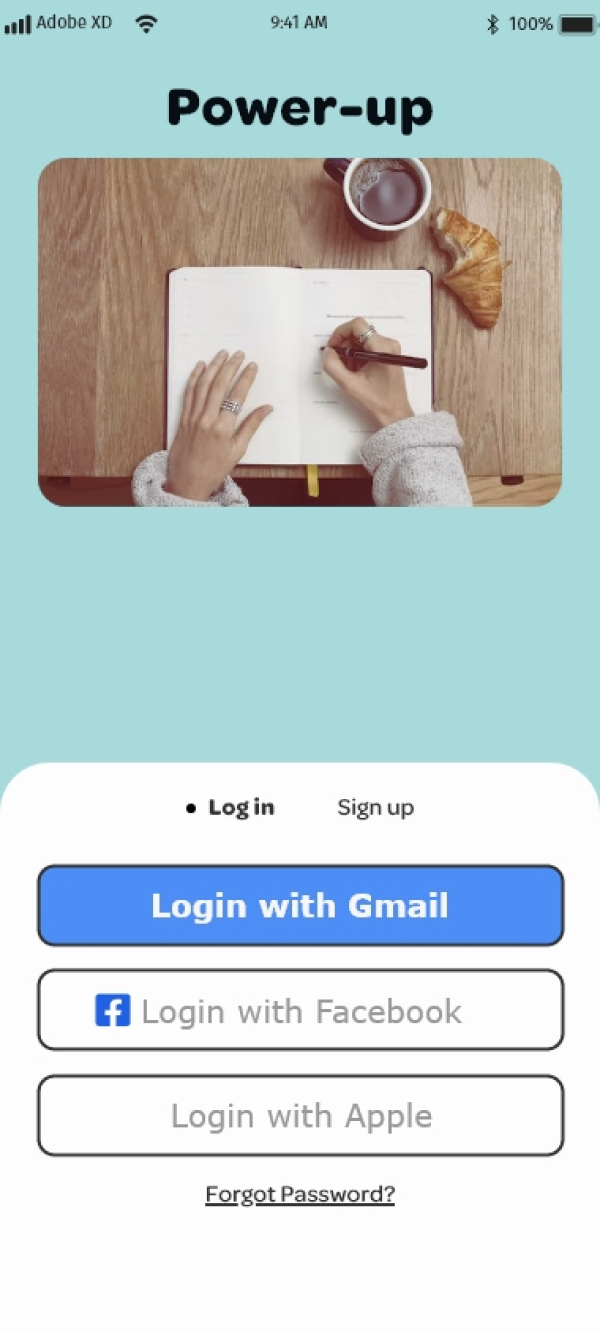 Adobe XD 9:41 AM 100%
Power-up
Log in Sign up
Login with Gmail
Login with Facebook
Login with Apple
Forgot Password?